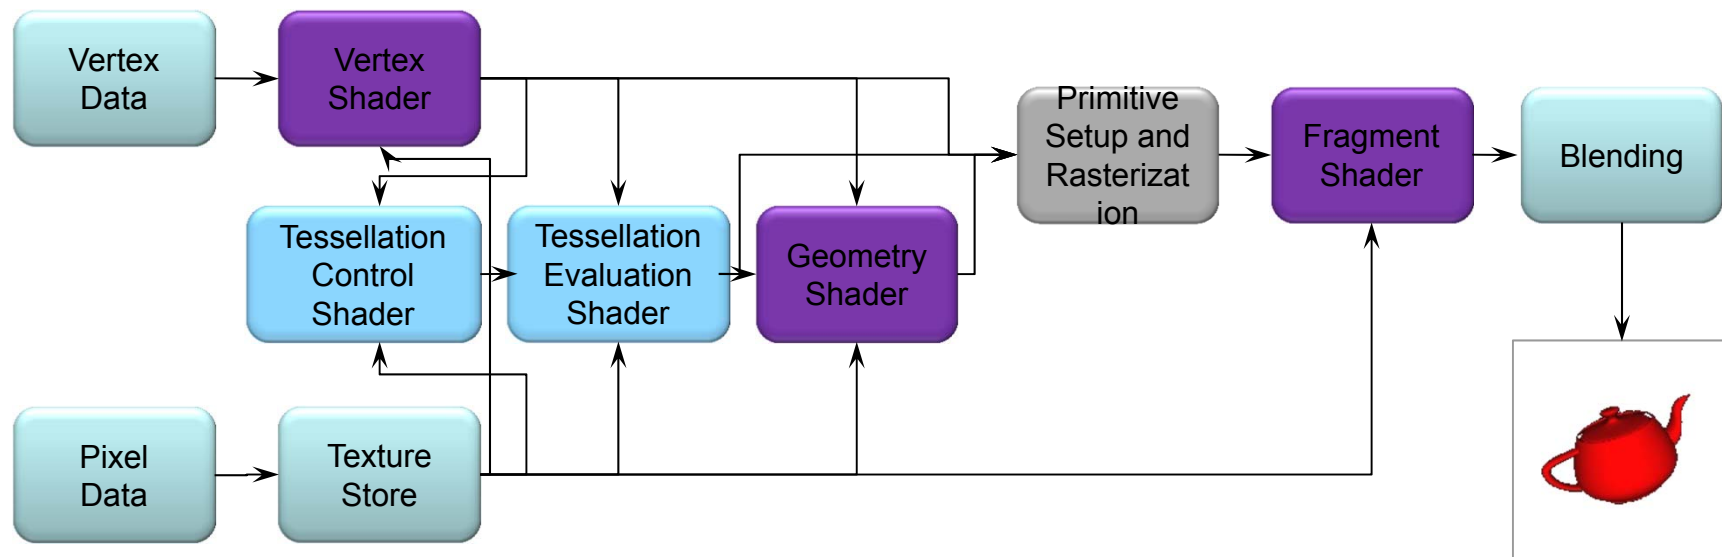 Vertex
Data
Vertex
Shader
Primitive
Setup and
Rasterizat
ion
Fragment
Shader
Blending
Tessellation
Control
Shader
Tessellation
Evaluation
Shader
Geometry
Shader
Pixel
Data
Texture
Store